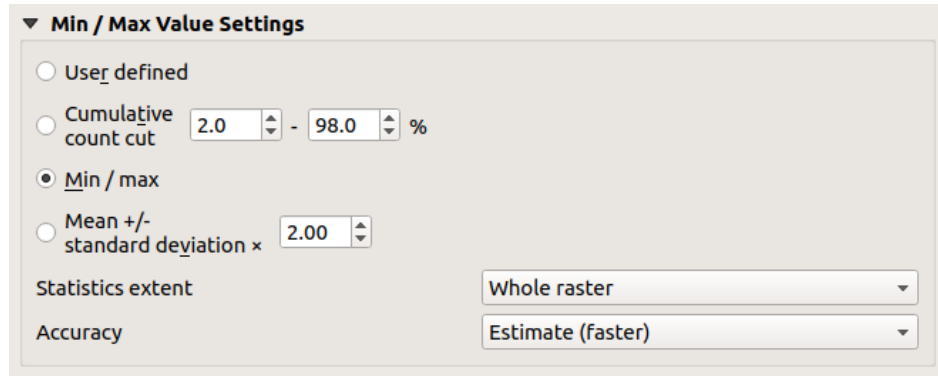 Min / Max Value Settings
User defined
Cumulative
count cut 2.0 - 98.0 %
Min / max
Mean +/-
standard deviation × 2.00
Statistics extent Whole raster
Accuracy Estimate (faster)